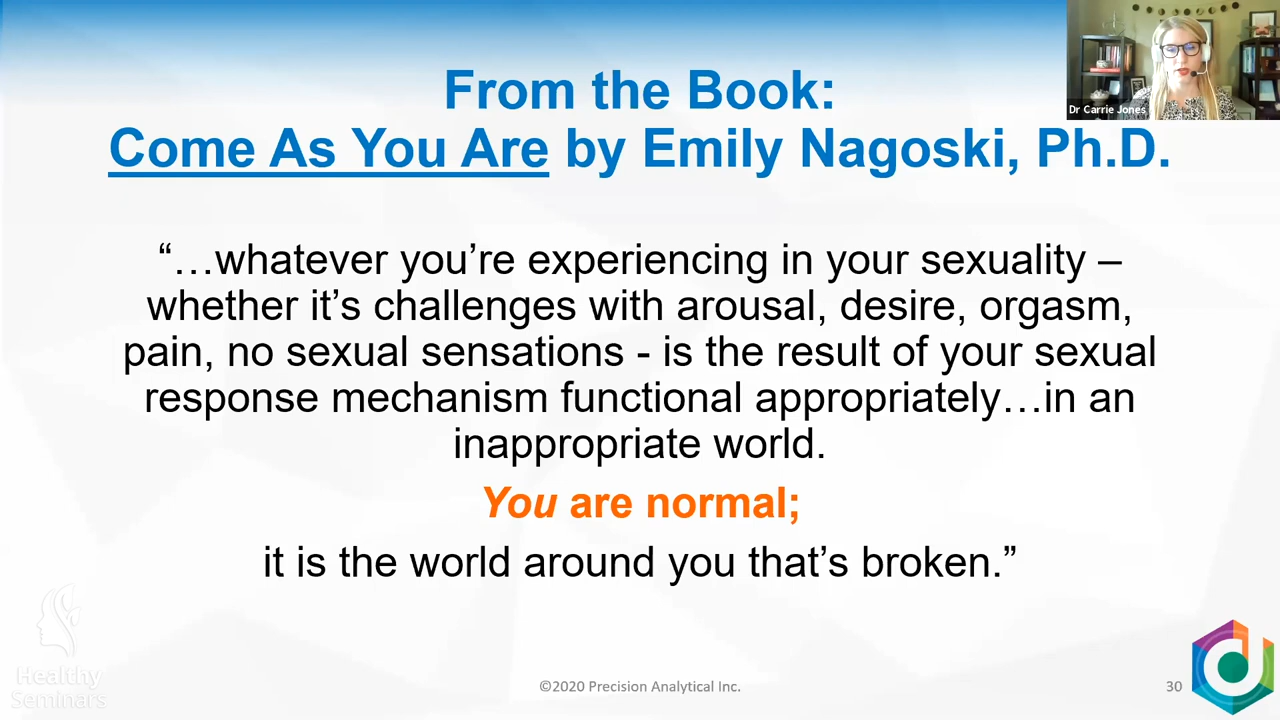 From the Book:
Come As You Are by Emily Nagoski, Ph.D.
Dr Carrie Jones
“…whatever you’re experiencing in your sexuality –
whether it’s challenges with arousal, desire, orgasm,
pain, no sexual sensations - is the result of your sexual
response mechanism functional appropriately…in an
inappropriate world.
You are normal;
it is the world around you that’s broken.”
Healthy
Seminars
©2020 Precision Analytical Inc.
30